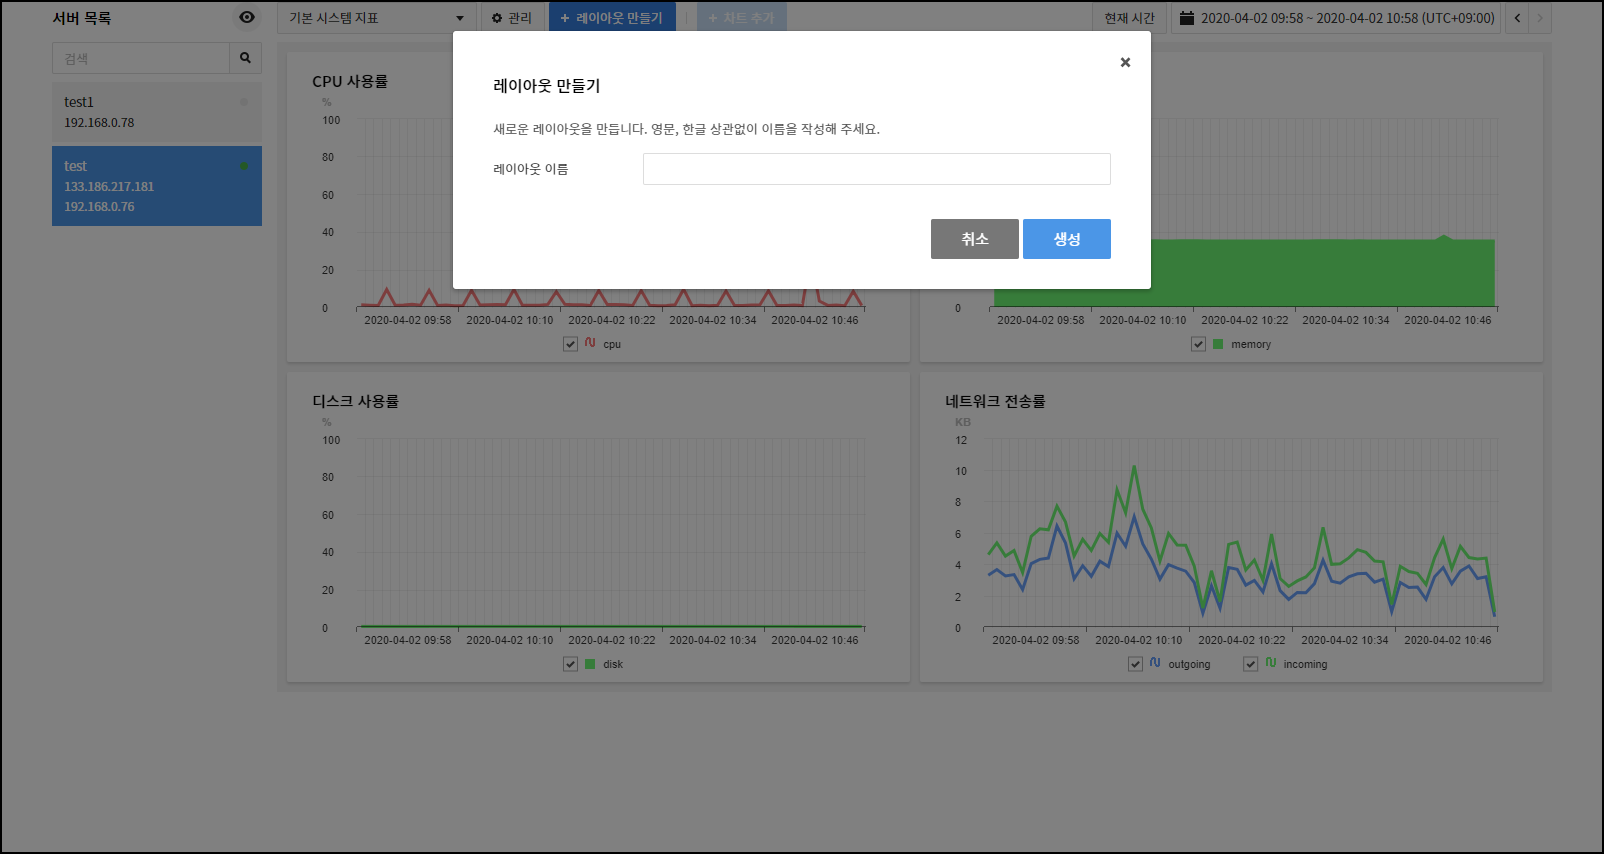 서버 목록
기본 시스템 지표
관리
+ 레이아웃 만들기
+ 차트 추가
현재 시간
2020-04-02 09:58 ~ 2020-04-02 10:58 (UTC+09:00)
검색
test1
192.168.0.78
test
133.186.217.181
192.168.0.76
레이아웃 만들기
새로운 레이아웃을 만듭니다. 영문, 한글 상관없이 이름을 작성해 주세요.
레이아웃 이름
취소
생성
CPU 사용률
%
100
80
60
40
20
0
2020-04-02 09:58 2020-04-02 10:10 2020-04-02 10:22 2020-04-02 10:34 2020-04-02 10:46
cpu
0
2020-04-02 09:58 2020-04-02 10:10 2020-04-02 10:22 2020-04-02 10:34 2020-04-02 10:46
memory
디스크 사용률
%
100
80
60
40
20
0
2020-04-02 09:58 2020-04-02 10:10 2020-04-02 10:22 2020-04-02 10:34 2020-04-02 10:46
disk
네트워크 전송률
KB
12
10
8
6
4
2
0
2020-04-02 09:58 2020-04-02 10:10 2020-04-02 10:22 2020-04-02 10:34 2020-04-02 10:46
outgoing incoming